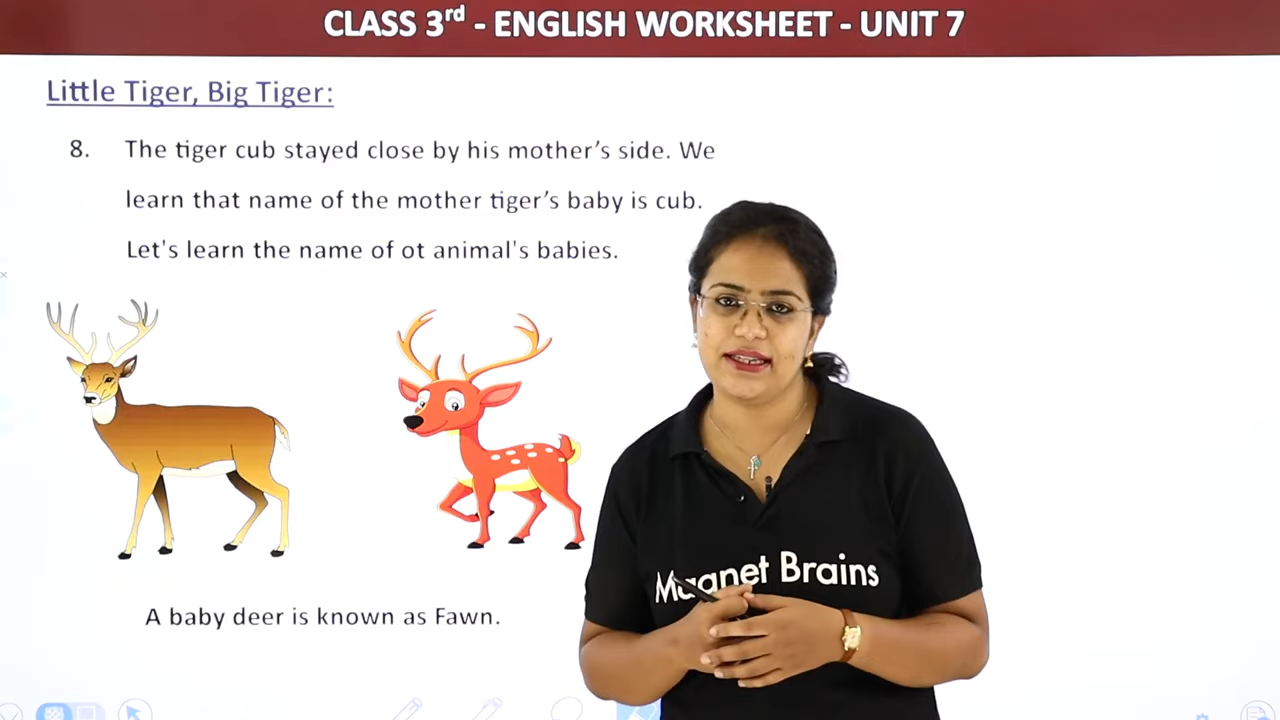 CLASS 3rd - ENGLISH WORKSHEET - UNIT 7
Little Tiger, Big Tiger:
8. The tiger cub stayed close by his mother's side. We
learn that name of the mother tiger's baby is cub.
Let's learn the name of ot animal's babies.
A baby deer is known as Fawn.
Magnet Brains